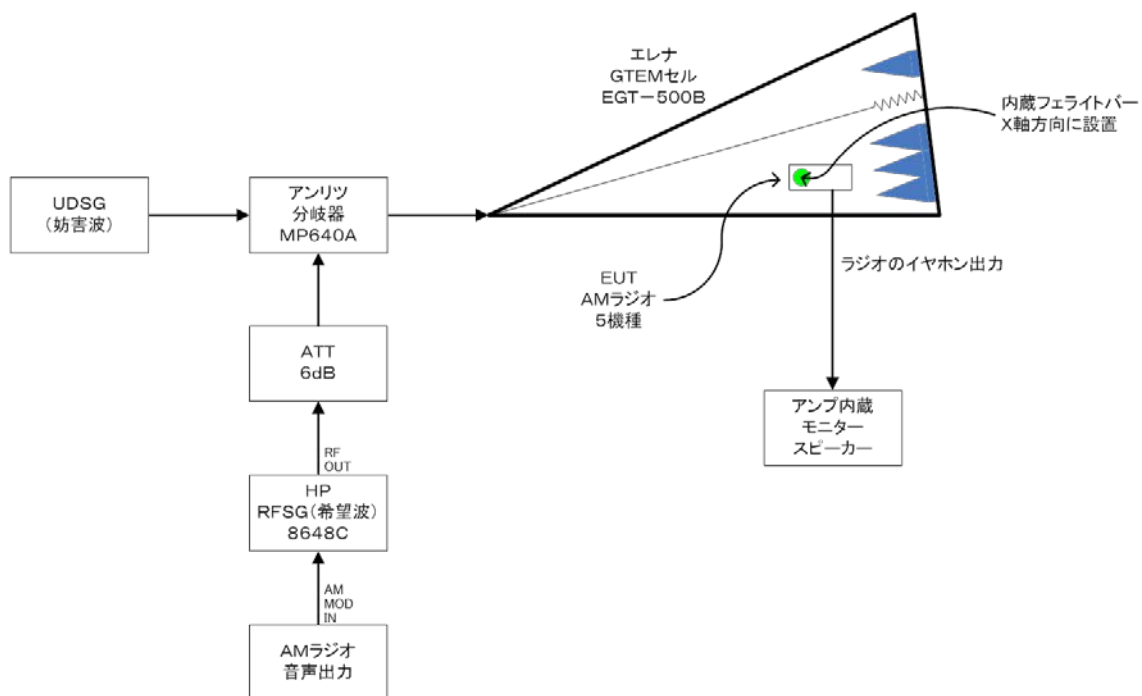 エレナ
GTEMセル
EGT-500B
内蔵フェライトバー
X軸方向に設置
UDSG
(妨害波)
アンリツ
分岐器
MP640A
ラジオのイヤホン出力
EUT
AMラジオ
5機種
ATT
6dB
アンプ内蔵
モニター
スピーカー
RF
OUT
HP
RFSG(希望波)
8648C
AM
MOD
IN
AMラジオ
音声出力